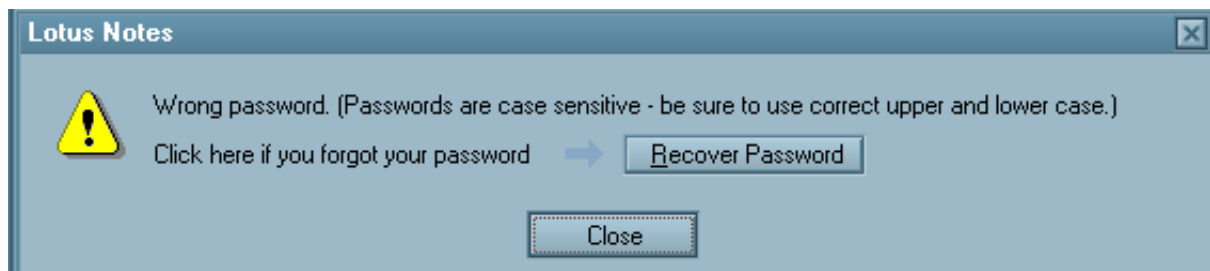 Lotus Notes
Wrong password. (Passwords are case sensitive - be sure to use correct upper and lower case.)
Click here if you forgot your password Recover Password
Close